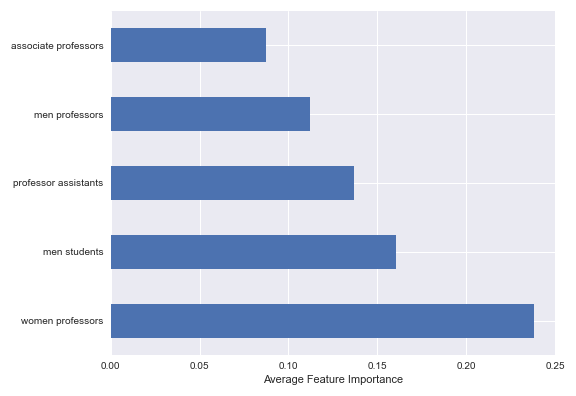 associate professors
men professors
professor assistants
men students
women professors
0.00 0.05 0.10 0.15 0.20 0.25
Average Feature Importance